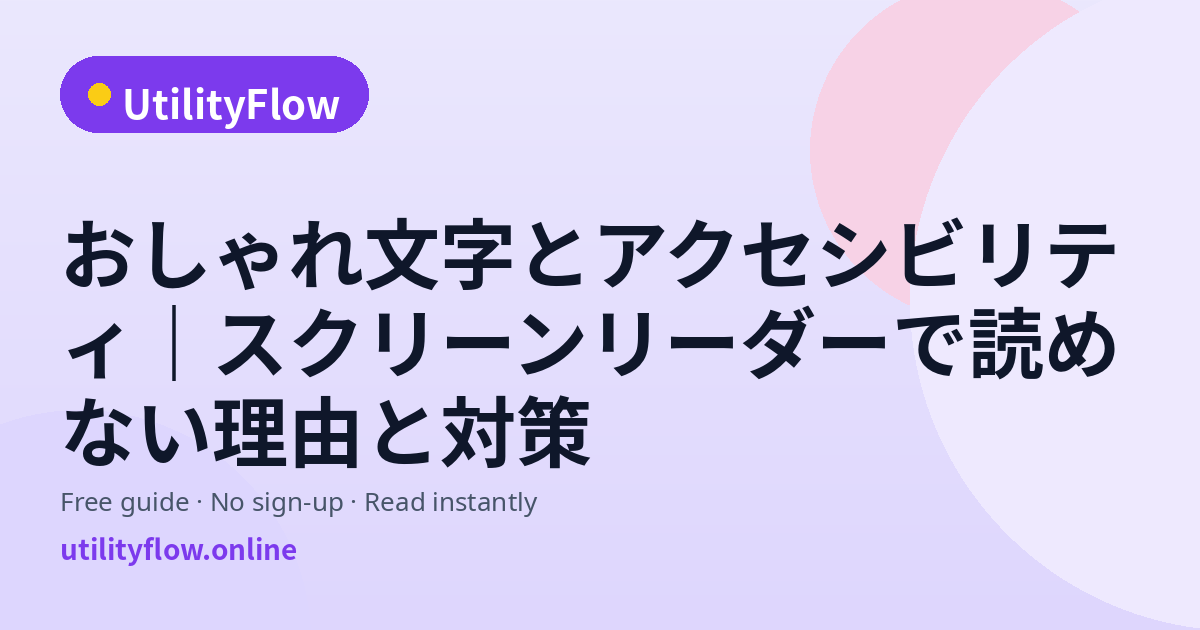 UtilityFlow
おしゃれ文字とアクセシビリテ
ィ｜スクリーンリーダーで読め
ない理由と対策
Free guide · No sign-up · Read instantly
utilityflow.online